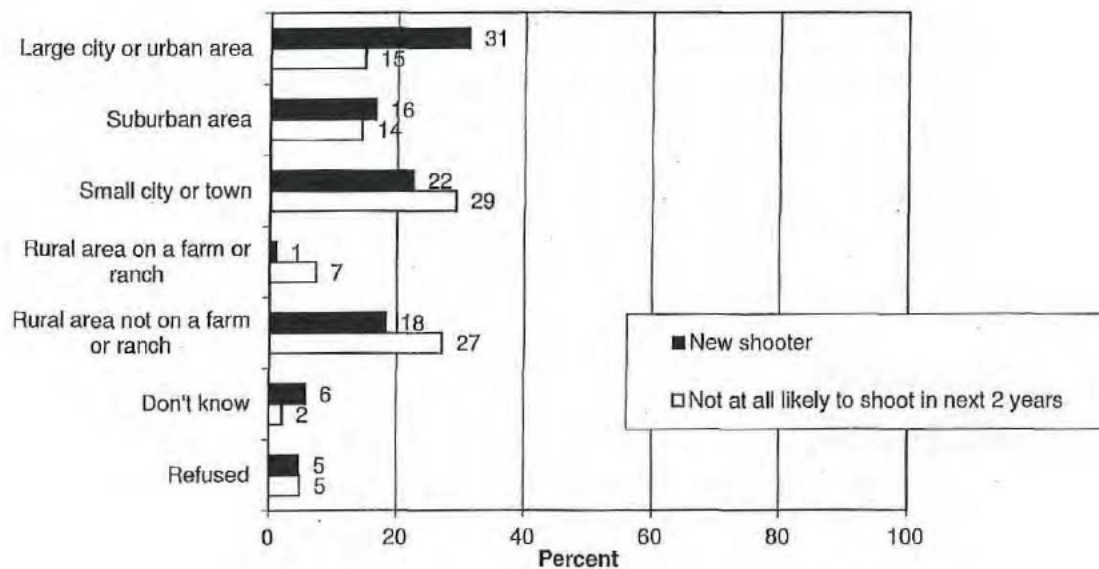 Large city or urban area
31
15
Suburban area
16
14
Small city or town
22
29
Rural area on a farm or
ranch
1
7
Rural area not on a farm
or ranch
18
27
Don't know
6
2
Refused
5
5
0 20 40 60 80 100
Percent
New shooter
Not at all likely to shoot in next 2 years